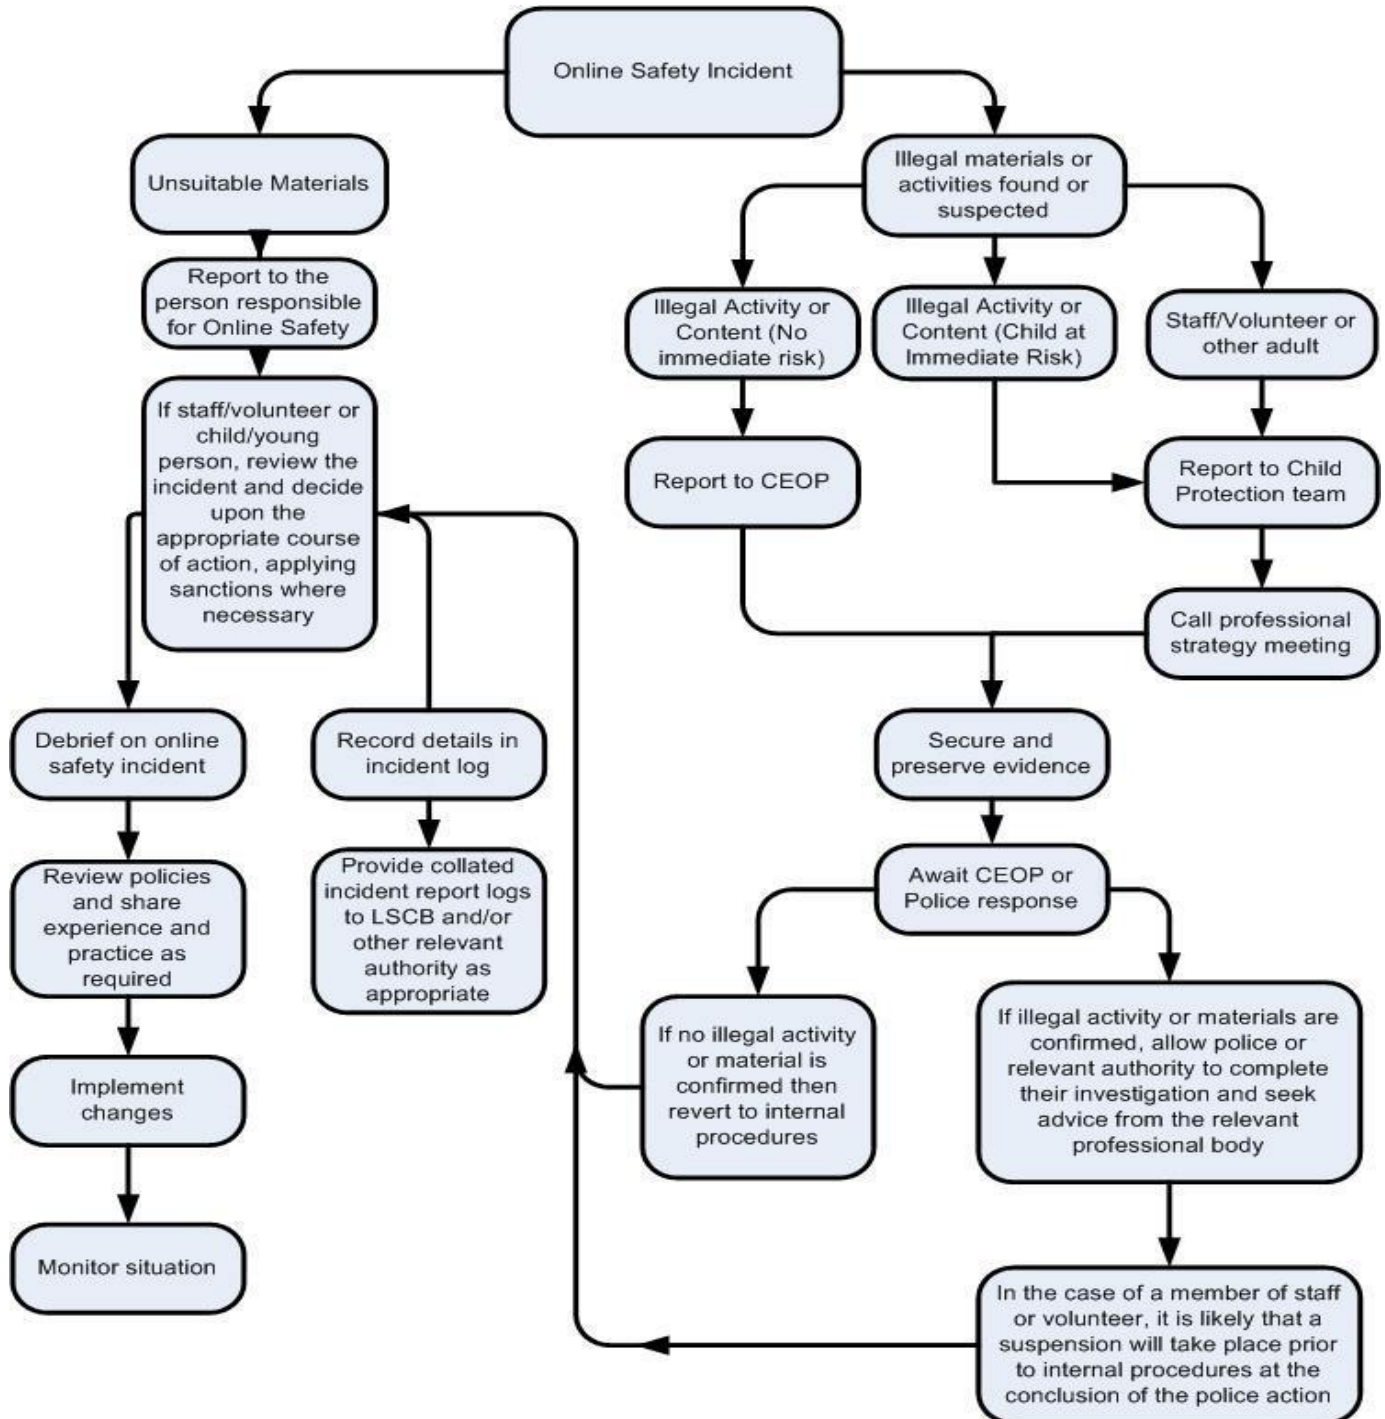 Online Safety Incident
Unsuitable Materials
Illegal materials or
activities found or
suspected
Report to the
person responsible
for Online Safety
Illegal Activity or
Content (No
immediate risk)
Illegal Activity or
Content (Child at
Immediate Risk)
Staff/Volunteer or
other adult
If staff/volunteer or
child/young
person, review the
incident and decide
upon the
appropriate course
of action, applying
sanctions where
necessary
Report to CEOP
Report to Child
Protection team
Call professional
strategy meeting
Debrief on online
safety incident
Record details in
incident log
Secure and
preserve evidence
Review policies
and share
experience and
practice as
required
Provide collated
incident report logs
to LSCB and/or
other relevant
authority as
appropriate
Await CEOP or
Police response
If no illegal activity
or material is
confirmed then
revert to internal
procedures
If illegal activity or materials are
confirmed, allow police or
relevant authority to complete
their investigation and seek
advice from the relevant
professional body
Implement
changes
Monitor situation
In the case of a member of staff
or volunteer, it is likely that a
suspension will take place prior
to internal procedures at the
conclusion of the police action